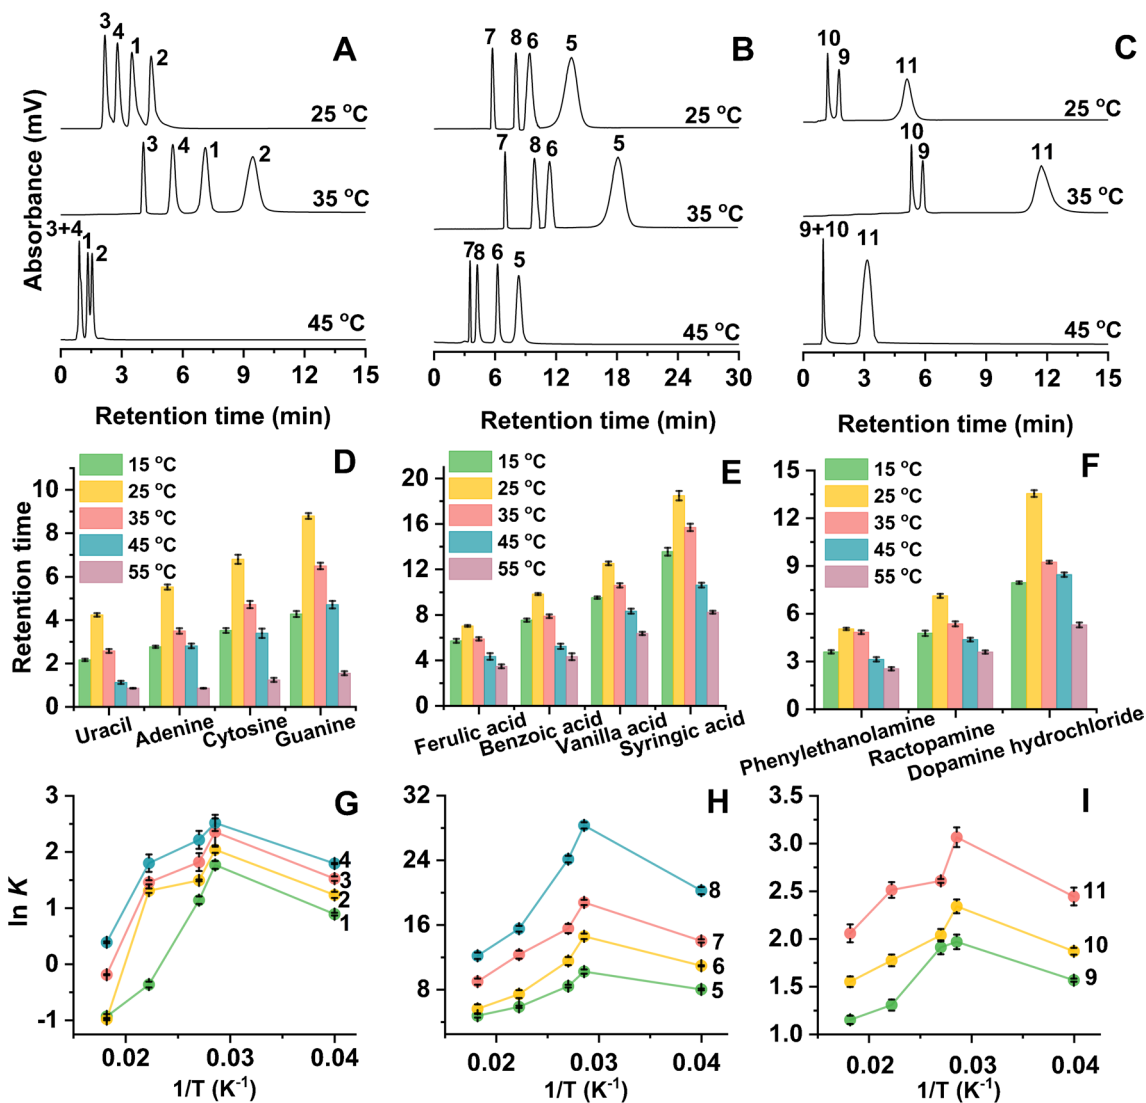 Absorbance (mV)
A
3 4 1 2
25 °C
3 4 1 2
35 °C
3+4 1 2
45 °C
0 3 6 9 12 15
Retention time (min)
B
7 8 6 5
25 °C
7 8 6 5
35 °C
7 8 6 5
45 °C
0 6 12 18 24 30
Retention time (min)
C
10 9 11
25 °C
10 9 11
35 °C
9+10 11
45 °C
0 3 6 9 12 15
Retention time (min)
D
15 °C
25 °C
35 °C
45 °C
55 °C
Retention time
10
8
6
4
2
0
Uracil Adenine Cytosine Guanine
E
15 °C
25 °C
35 °C
45 °C
55 °C
20
16
12
8
4
0
Ferulic acid Benzoic acid Vanilla acid Syringic acid
F
15 °C
25 °C
35 °C
45 °C
55 °C
15
12
9
6
3
0
Phenylethanolamine Ractopamine Dopamine hydrochloride
G
ln K
3
2
1
0
-1
4
3
2
1
0.02 0.03 0.04
1/T (K-1)
H
32
24
16
8
8
7
6
5
0.02 0.03 0.04
1/T (K-1)
I
3.5
3.0
2.5
2.0
1.5
1.0
11
10
9
0.02 0.03 0.04
1/T (K-1)